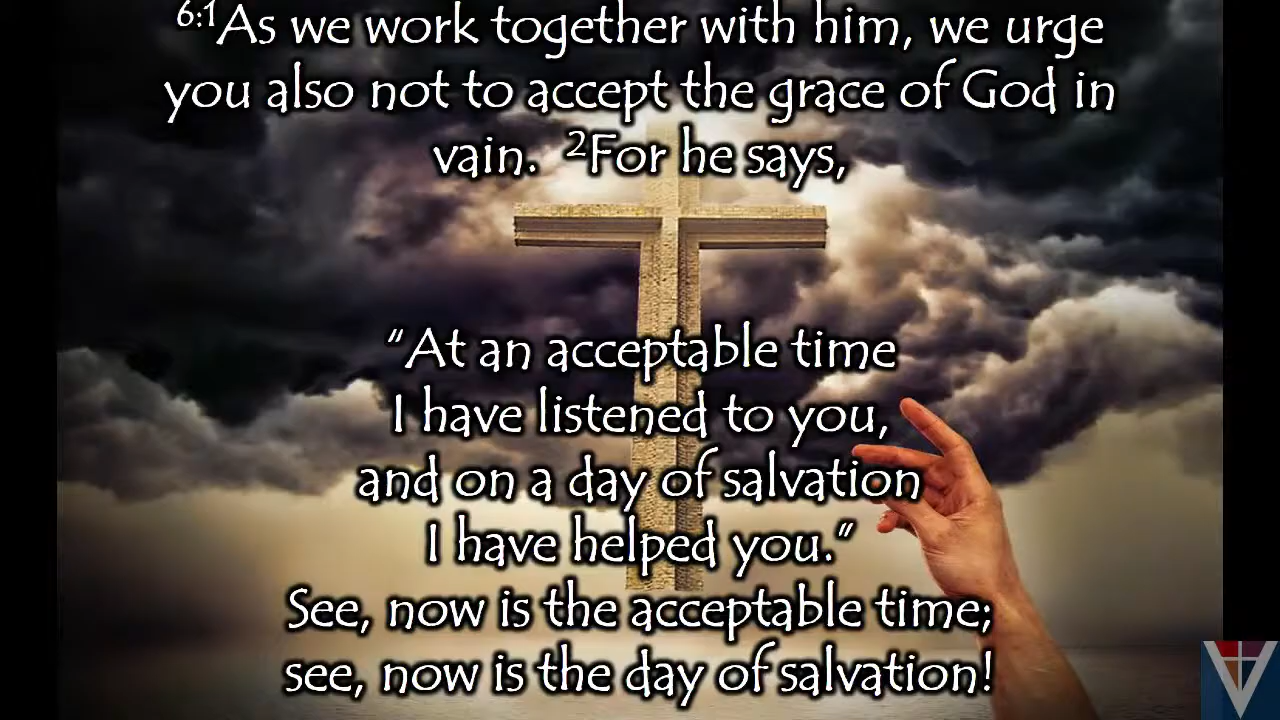 6:1As we work together with him, we urge
you also not to accept the grace of God in
vain. 2For he says,
“At an acceptable time
I have listened to you,
and on a day of salvation
I have helped you.”
See, now is the acceptable time;
see, now is the day of salvation!